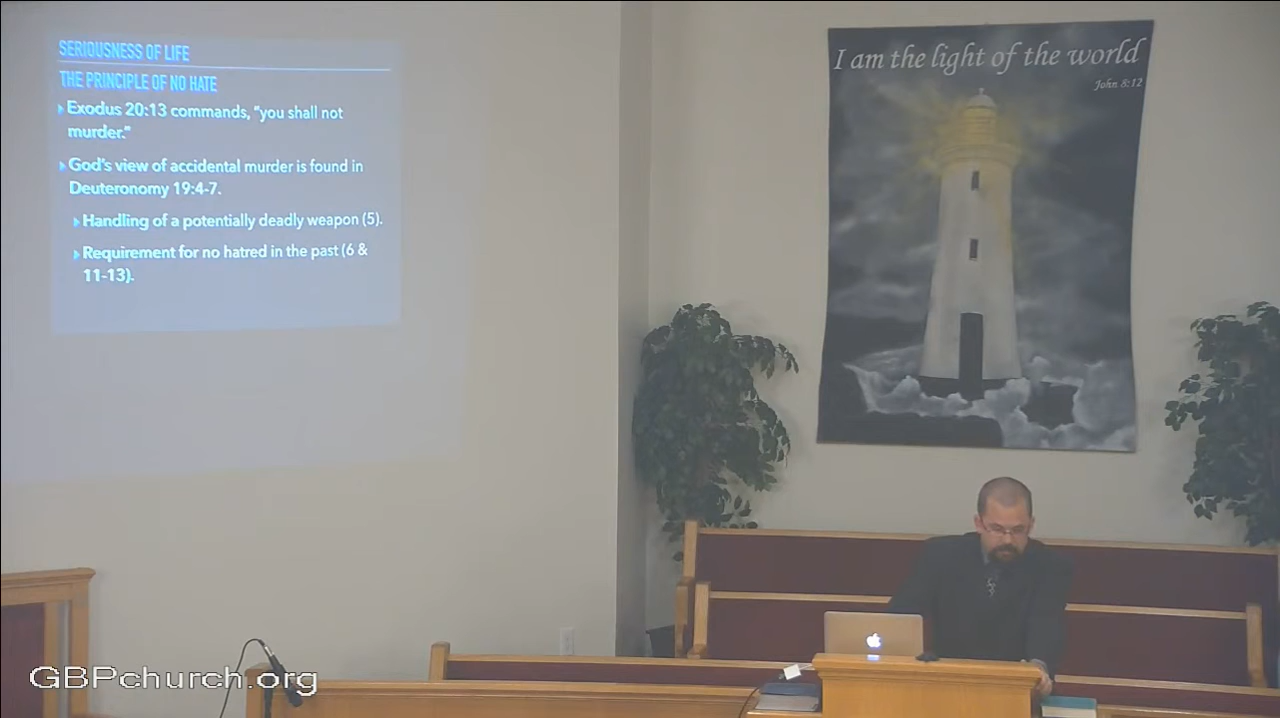 SERIOUSNESS OF LIFE
THE PRINCIPLE OF NO HATE
Exodus 20:13 commands, "you shall not
murder."
God's view of accidental murder is found in
Deuteronomy 19:4-7.
Handling of a potentially deadly weapon (5).
Requirement for no hatred in the past (6 &
11-13).
I am the light of the world
John 8:12
GBPchurch.org